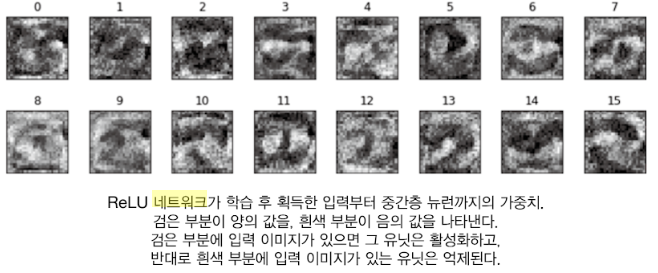 0 1 2 3 4 5 6 7
8 9 10 11 12 13 14 15
ReLU 네트워크가 학습 후 획득한 입력부터 중간층 뉴런까지의 가중치.
검은 부분이 양의 값을, 흰색 부분이 음의 값을 나타낸다.
검은 부분에 입력 이미지가 있으면 그 유닛은 활성화하고,
반대로 흰색 부분에 입력 이미지가 있는 유닛은 억제된다.